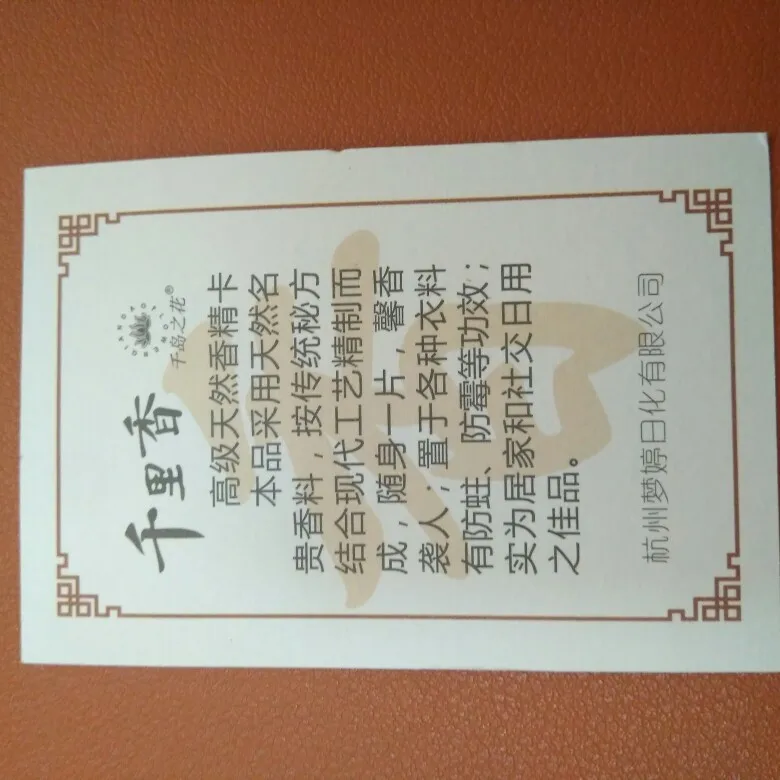 千里香
千岛之花®
高级天然香精卡
本品采用天然名
贵香料，按传统秘方
结合现代工艺精制而
成，随身一片，馨香
袭人；置于各种衣料
有防蛀、防霉等功效；
实为居家和社交日用
之佳品。
杭州梦婷日化有限公司